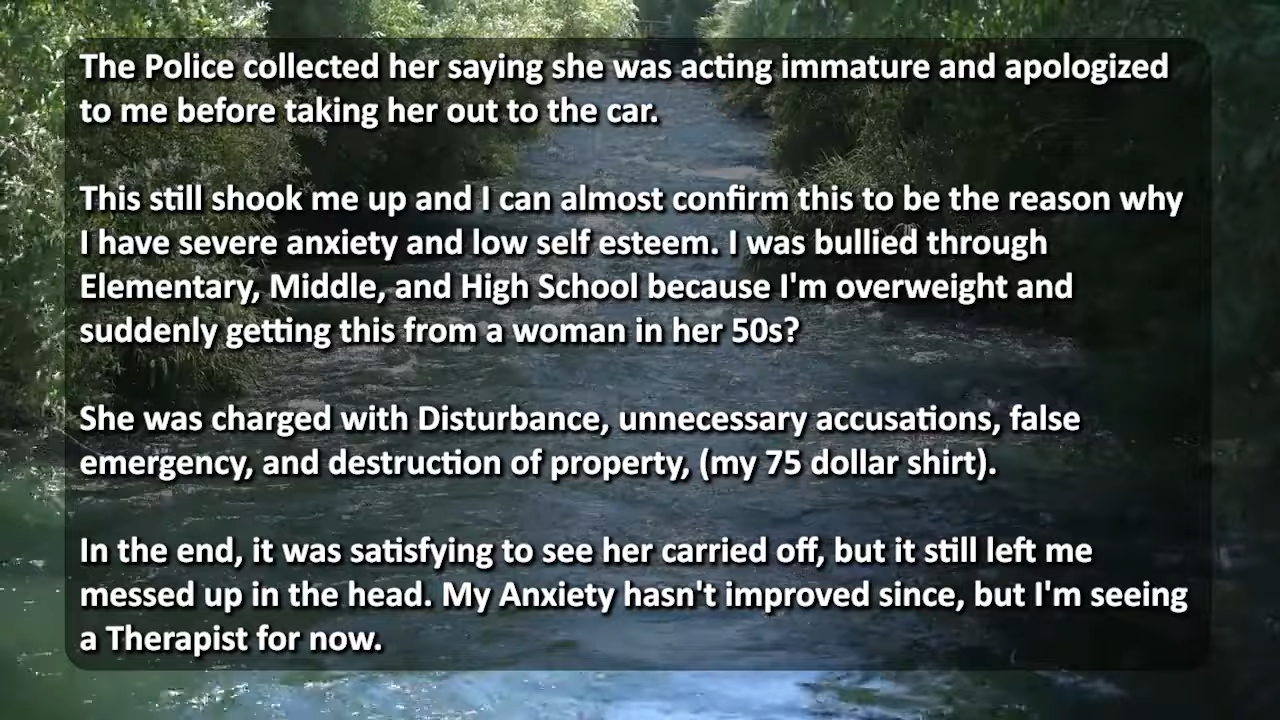 The Police collected her saying she was acting immature and apologized
to me before taking her out to the car.
This still shook me up and I can almost confirm this to be the reason why
I have severe anxiety and low self esteem. I was bullied through
Elementary, Middle, and High School because I'm overweight and
suddenly getting this from a woman in her 50s?
She was charged with Disturbance, unnecessary accusations, false
emergency, and destruction of property, (my 75 dollar shirt).
In the end, it was satisfying to see her carried off, but it still left me
messed up in the head. My Anxiety hasn't improved since, but I'm seeing
a Therapist for now.